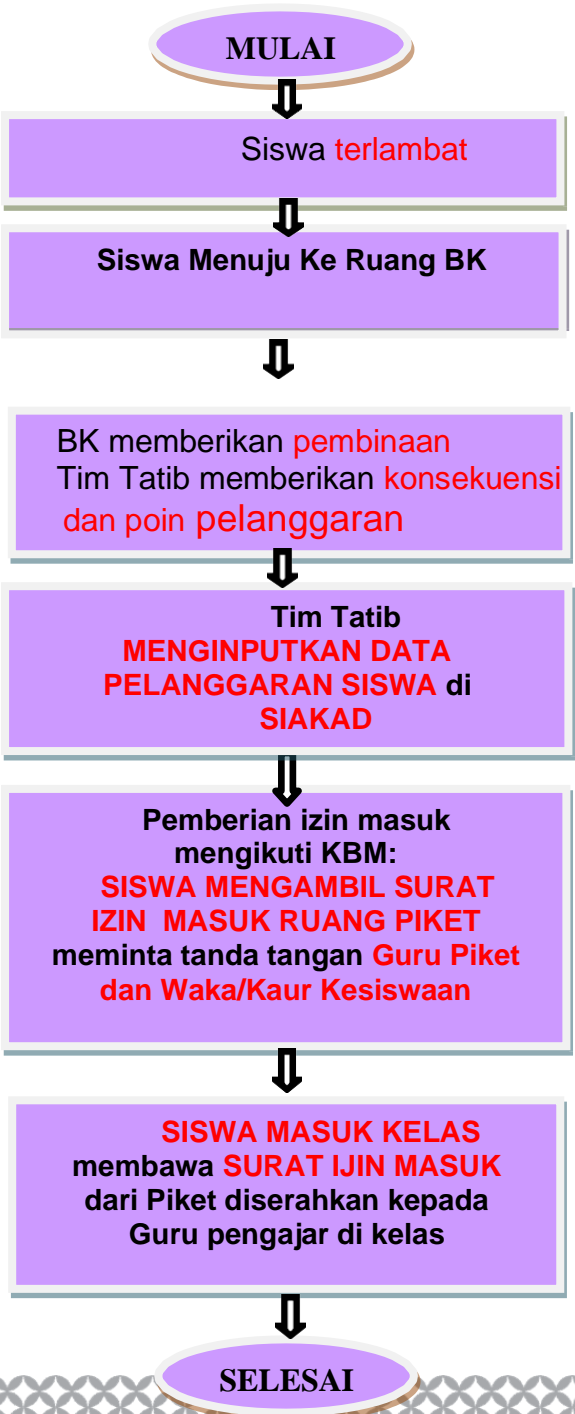 MULAI
Siswa terlambat
Siswa Menuju Ke Ruang BK
BK memberikan pembinaan
Tim Tatib memberikan konsekuensi
dan poin pelanggaran
Tim Tatib
MENGINPUTKAN DATA
PELANGGARAN SISWA di
SIAKAD
Pemberian izin masuk
mengikuti KBM:
SISWA MENGAMBIL SURAT
IZIN MASUK RUANG PIKET
meminta tanda tangan Guru Piket
dan Waka/Kaur Kesiswaan
SISWA MASUK KELAS
membawa SURAT IJIN MASUK
dari Piket diserahkan kepada
Guru pengajar di kelas
SELESAI